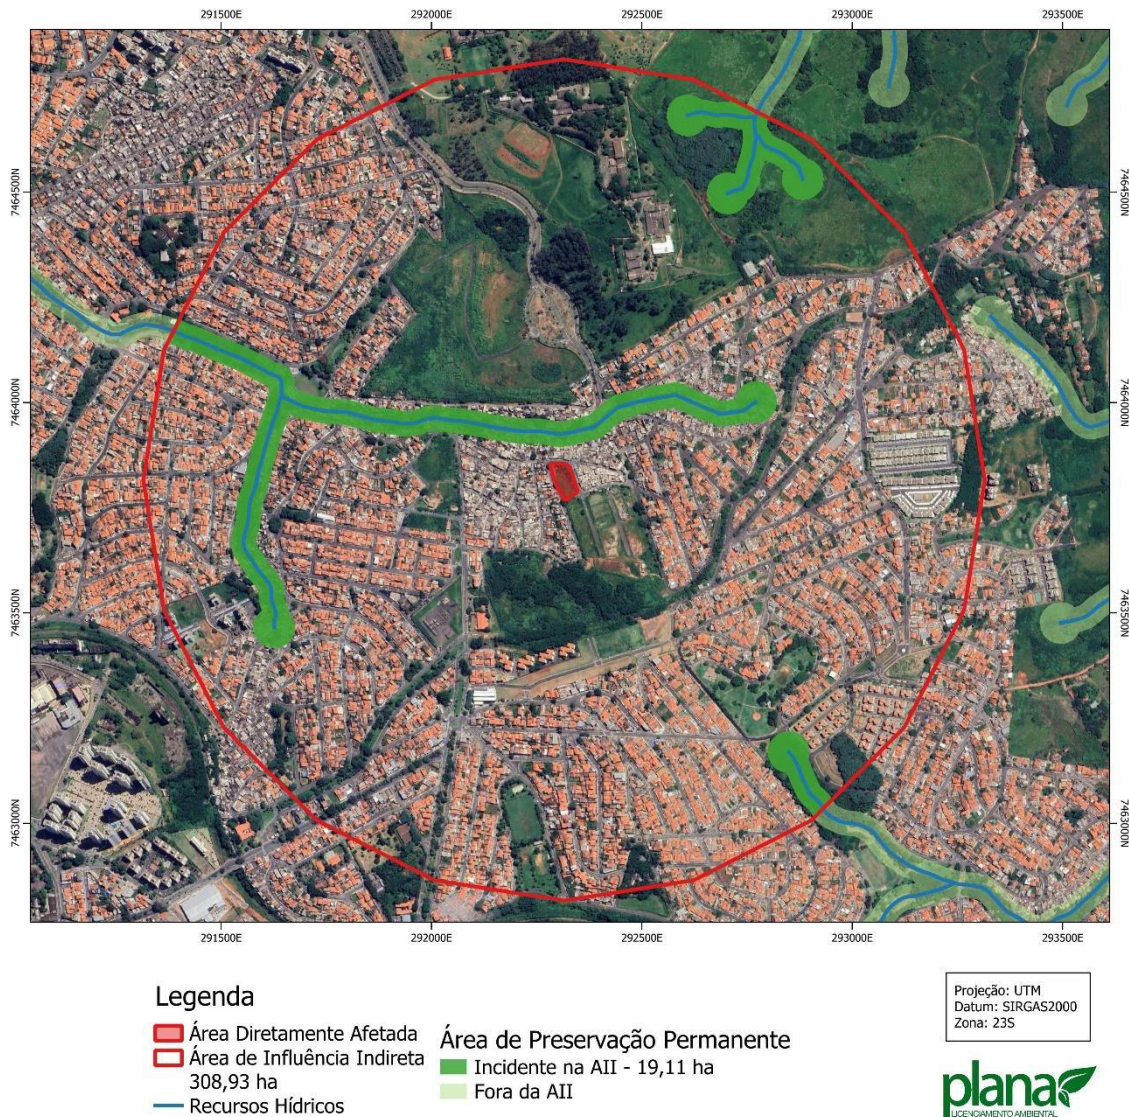 291500E 292000E 292500E 293000E 293500E
7464500N 7464500N
7464000N 7464000N
7463500N 7463500N
7463000N 7463000N
291500E 292000E 292500E 293000E 293500E
Legenda
Área Diretamente Afetada
Área de Influência Indireta
308,93 ha
Recursos Hídricos
Área de Preservação Permanente
Incidente na AII - 19,11 ha
Fora da AII
Projeção: UTM
Datum: SIRGAS2000
Zona: 23S
plana
LICENCIAMENTO AMBIENTAL